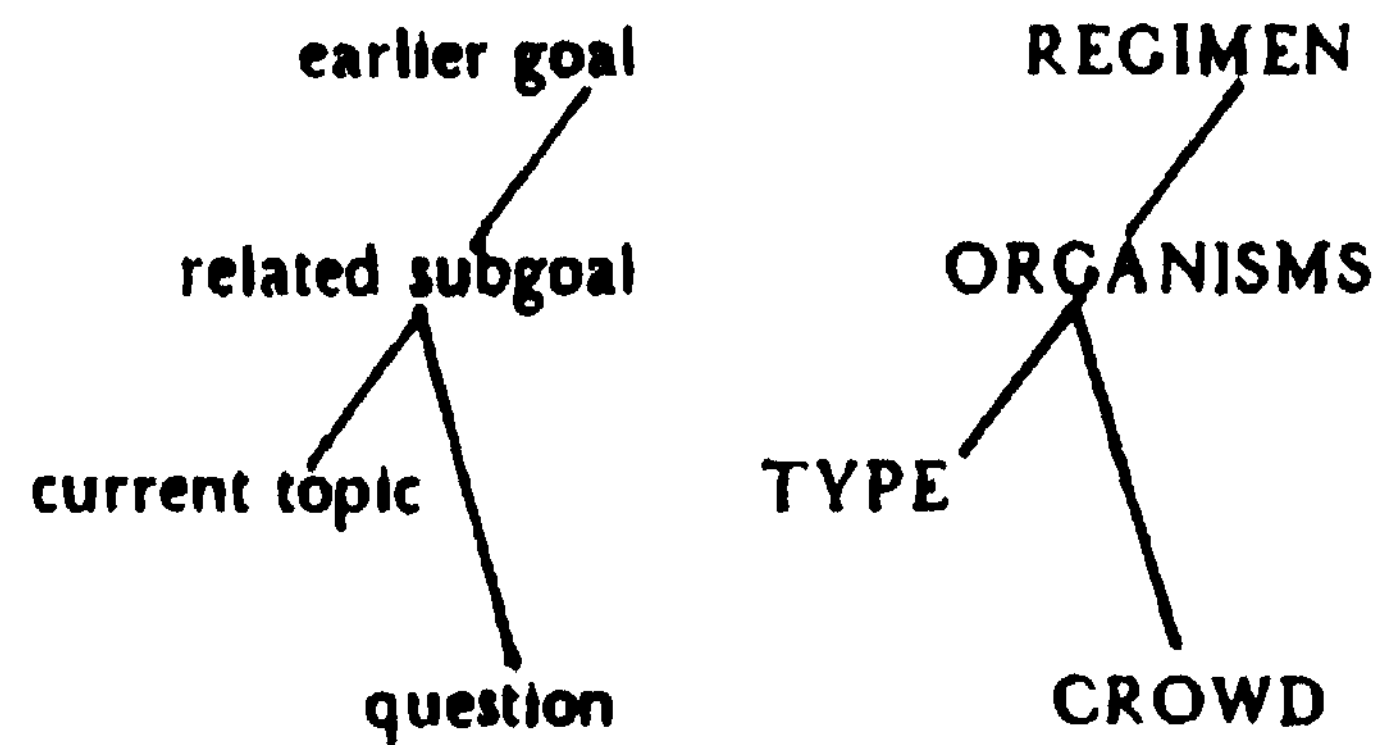 earlier goal REGIMEN
related subgoal ORGANISMS
current topic TYPE
question CROWD